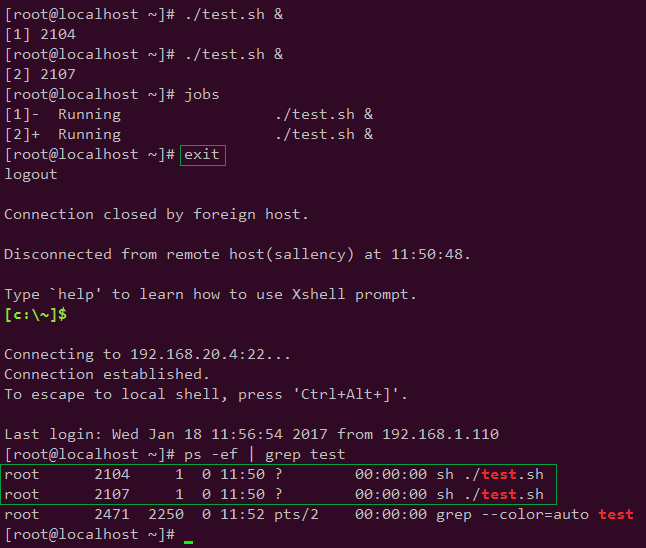 [root@localhost ~]# ./test.sh &
[1] 2104
[root@localhost ~]# ./test.sh &
[2] 2107
[root@localhost ~]# jobs
[1]-  Running                 ./test.sh &
[2]+  Running                 ./test.sh &
[root@localhost ~]# exit
logout
Connection closed by foreign host.
Disconnected from remote host(sallency) at 11:50:48.
Type `help' to learn how to use Xshell prompt.
[c:\~]$
Connecting to 192.168.20.4:22...
Connection established.
To escape to local shell, press 'Ctrl+Alt+]'.
Last login: Wed Jan 18 11:56:54 2017 from 192.168.1.110
[root@localhost ~]# ps -ef | grep test
root      2104     1  0 11:50 ?        00:00:00 sh ./test.sh
root      2107     1  0 11:50 ?        00:00:00 sh ./test.sh
root      2471  2250  0 11:52 pts/2    00:00:00 grep --color=auto test
[root@localhost ~]#